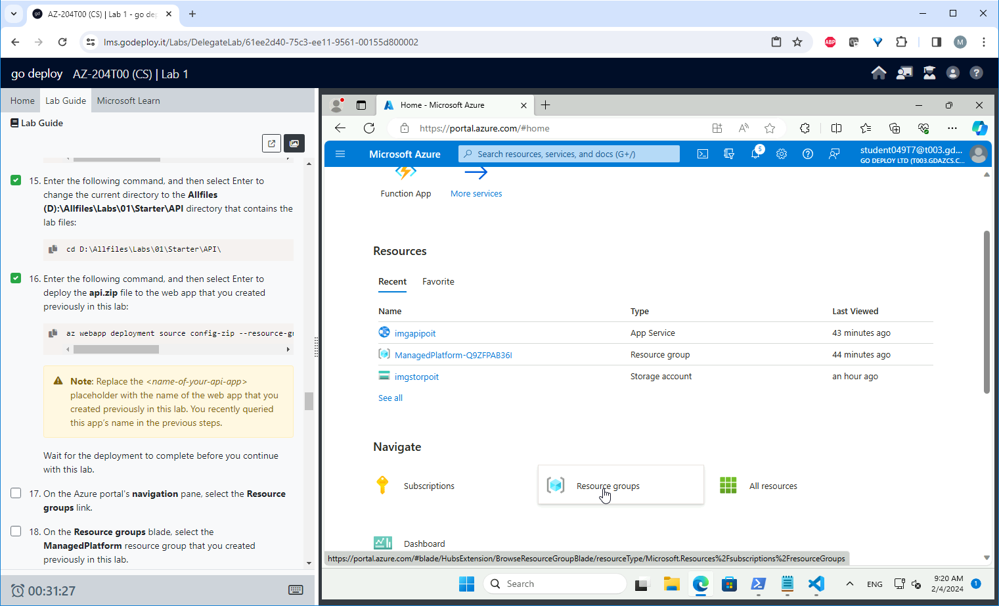 AZ-204T00 (CS) | Lab 1 - go dep
lms.godeploy.it/Labs/DelegateLab/61ee2d40-75c3-ee11-9561-00155d800002
ABP
M
go deploy AZ-204T00 (CS) | Lab 1
Home Lab Guide Microsoft Learn
Lab Guide
15. Enter the following command, and then select Enter to
change the current directory to the Allfiles
(D):\Allfiles\Labs\01\Starter\API directory that contains the
lab files:
cd D:\Allfiles\Labs\01\Starter\API\
16. Enter the following command, and then select Enter to
deploy the api.zip file to the web app that you created
previously in this lab:
az webapp deployment source config-zip --resource-gr
Note: Replace the <name-of-your-api-app>
placeholder with the name of the web app that you
created previously in this lab. You recently queried
this app's name in the previous steps.
Wait for the deployment to complete before you continue
with this lab.
17. On the Azure portal's navigation pane, select the Resource
groups link.
18. On the Resource groups blade, select the
ManagedPlatform resource group that you created
previously in this lab.
00:31:27
Home - Microsoft Azure
https://portal.azure.com/#home
Microsoft Azure
Search resources, services, and docs (G+/)
5
student049T7@t003.gd...
GO DEPLOY LTD (T003.GDAZCS.C...
Function App More services
Resources
Recent Favorite
Name Type Last Viewed
imgapipoit App Service 43 minutes ago
ManagedPlatform-Q9ZFPAB36I Resource group 44 minutes ago
imgstorpoit Storage account an hour ago
See all
Navigate
Subscriptions Resource groups All resources
Dashboard
https://portal.azure.com/#blade/HubsExtension/BrowseResourceGroupBlade/resourceType/Microsoft.Resources%2Fsubscriptions%2FresourceGroups
Search
ENG
9:20 AM
2/4/2024
1